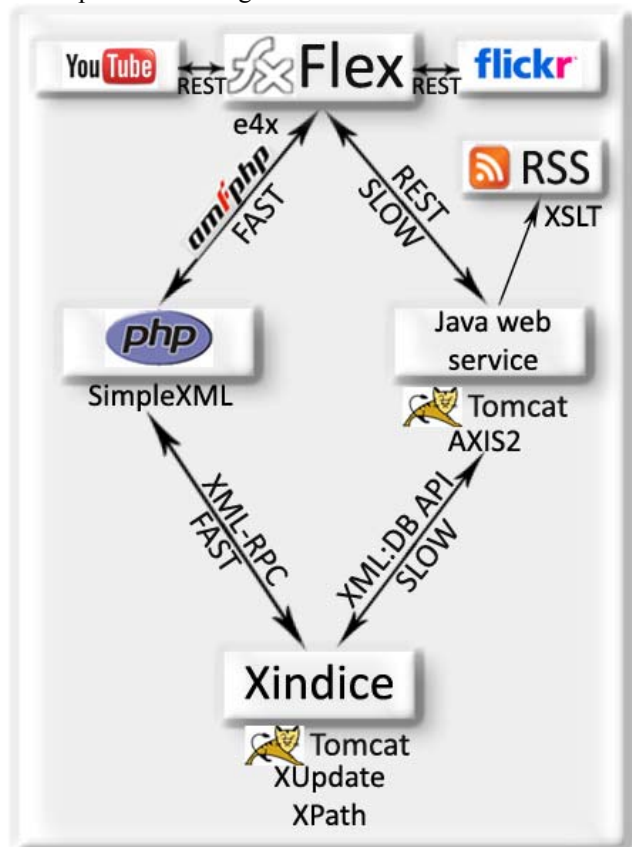 You Tube
REST
fx Flex
REST
flickr
e4x
amfphp
FAST
REST
SLOW
RSS
XSLT
php
SimpleXML
Java web
service
Tomcat
AXIS2
XML-RPC
FAST
XML:DB API
SLOW
Xindice
Tomcat
XUpdate
XPath